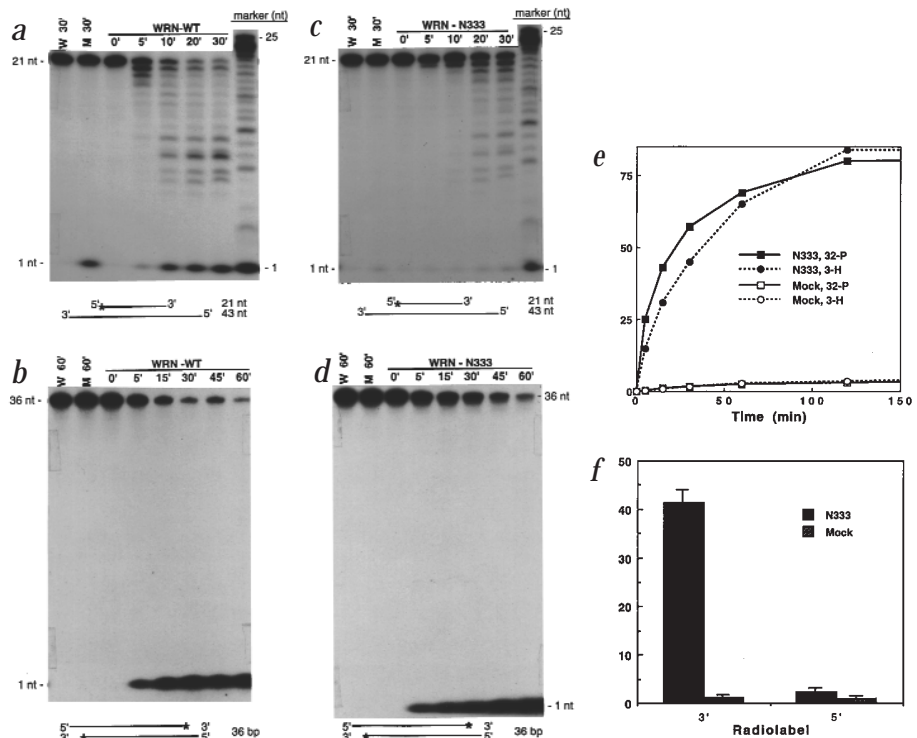 a
W 30'
M 30'
WRN-WT
0' 5' 10' 20' 30'
marker (nt)
- 25
21 nt -
1 nt -
- 1
5' 3' 21 nt
*
3' 5' 43 nt
c
W 30'
M 30'
WRN - N333
0' 5' 10' 20' 30'
marker (nt)
- 25
21 nt -
1 nt -
- 1
5' 3' 21 nt
*
3' 5' 43 nt
b
W 60'
M 60'
WRN -WT
0' 5' 15' 30' 45' 60'
36 nt -
1 nt -
5' * 3'
3' * 5' 36 bp
d
W 60'
M 60'
WRN - N333
0' 5' 15' 30' 45' 60'
- 36 nt
- 1 nt
5' * 3'
3' * 5' 36 bp
e
75
50
25
0
N333, 32-P
N333, 3-H
Mock, 32-P
Mock, 3-H
0 50 100 150
Time (min)
f
50
40
30
20
10
0
N333
Mock
3' 5'
Radiolabel